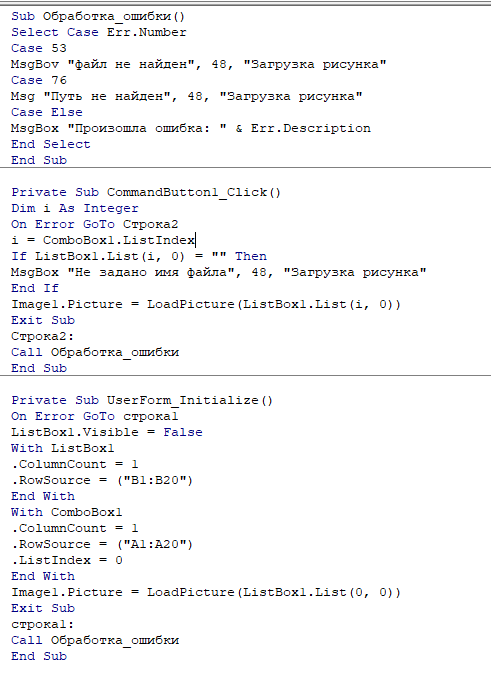 Sub Обработка_ошибки()
Select Case Err.Number
Case 53
MsgBov "файл не найден", 48, "Загрузка рисунка"
Case 76
Msg "Путь не найден", 48, "Загрузка рисунка"
Case Else
MsgBox "Произошла ошибка: " & Err.Description
End Select
End Sub
Private Sub CommandButton1_Click()
Dim i As Integer
On Error GoTo Строка2
i = ComboBox1.ListIndex
If ListBox1.List(i, 0) = "" Then
MsgBox "Не задано имя файла", 48, "Загрузка рисунка"
End If
Image1.Picture = LoadPicture(ListBox1.List(i, 0))
Exit Sub
Строка2:
Call Обработка_ошибки
End Sub
Private Sub UserForm_Initialize()
On Error GoTo строка1
ListBox1.Visible = False
With ListBox1
.ColumnCount = 1
.RowSource = ("B1:B20")
End With
With ComboBox1
.ColumnCount = 1
.RowSource = ("A1:A20")
.ListIndex = 0
End With
Image1.Picture = LoadPicture(ListBox1.List(0, 0))
Exit Sub
строка1:
Call Обработка_ошибки
End Sub